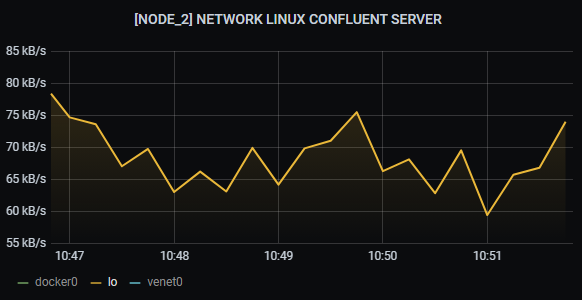 [NODE_2] NETWORK LINUX CONFLUENT SERVER
85 kB/s
80 kB/s
75 kB/s
70 kB/s
65 kB/s
60 kB/s
55 kB/s
10:47 10:48 10:49 10:50 10:51
docker0 lo venet0